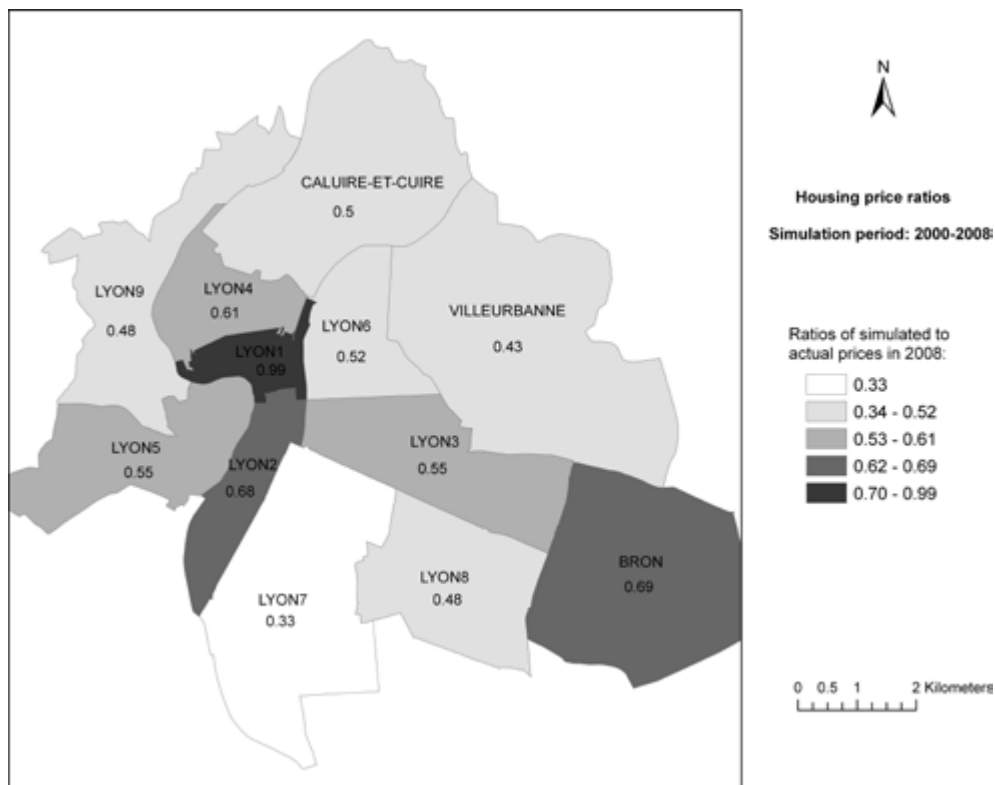 CALUIRE-ET-CUIRE
0.5
LYON9
0.48
LYON4
0.61
LYON1
0.99
LYON6
0.52
VILLEURBANNE
0.43
LYON5
0.55
LYON2
0.68
LYON3
0.55
LYON7
0.33
LYON8
0.48
BRON
0.69
N
Housing price ratios
Simulation period: 2000-2008
Ratios of simulated to
actual prices in 2008:
0.33
0.34 - 0.52
0.53 - 0.61
0.62 - 0.69
0.70 - 0.99
0 0.5 1 2 Kilometers